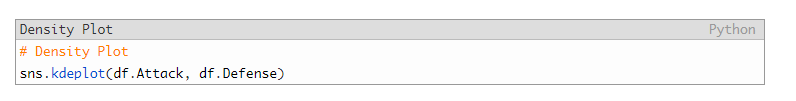 Density Plot Python
# Density Plot
sns.kdeplot(df.Attack, df.Defense)